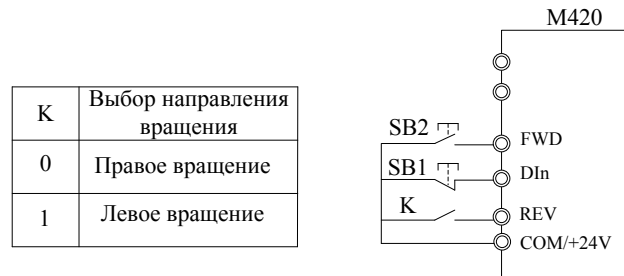 M420
K
Выбор направления
вращения
0
Правое вращение
1
Левое вращение
SB2
FWD
SB1
DIn
K
REV
COM/+24V